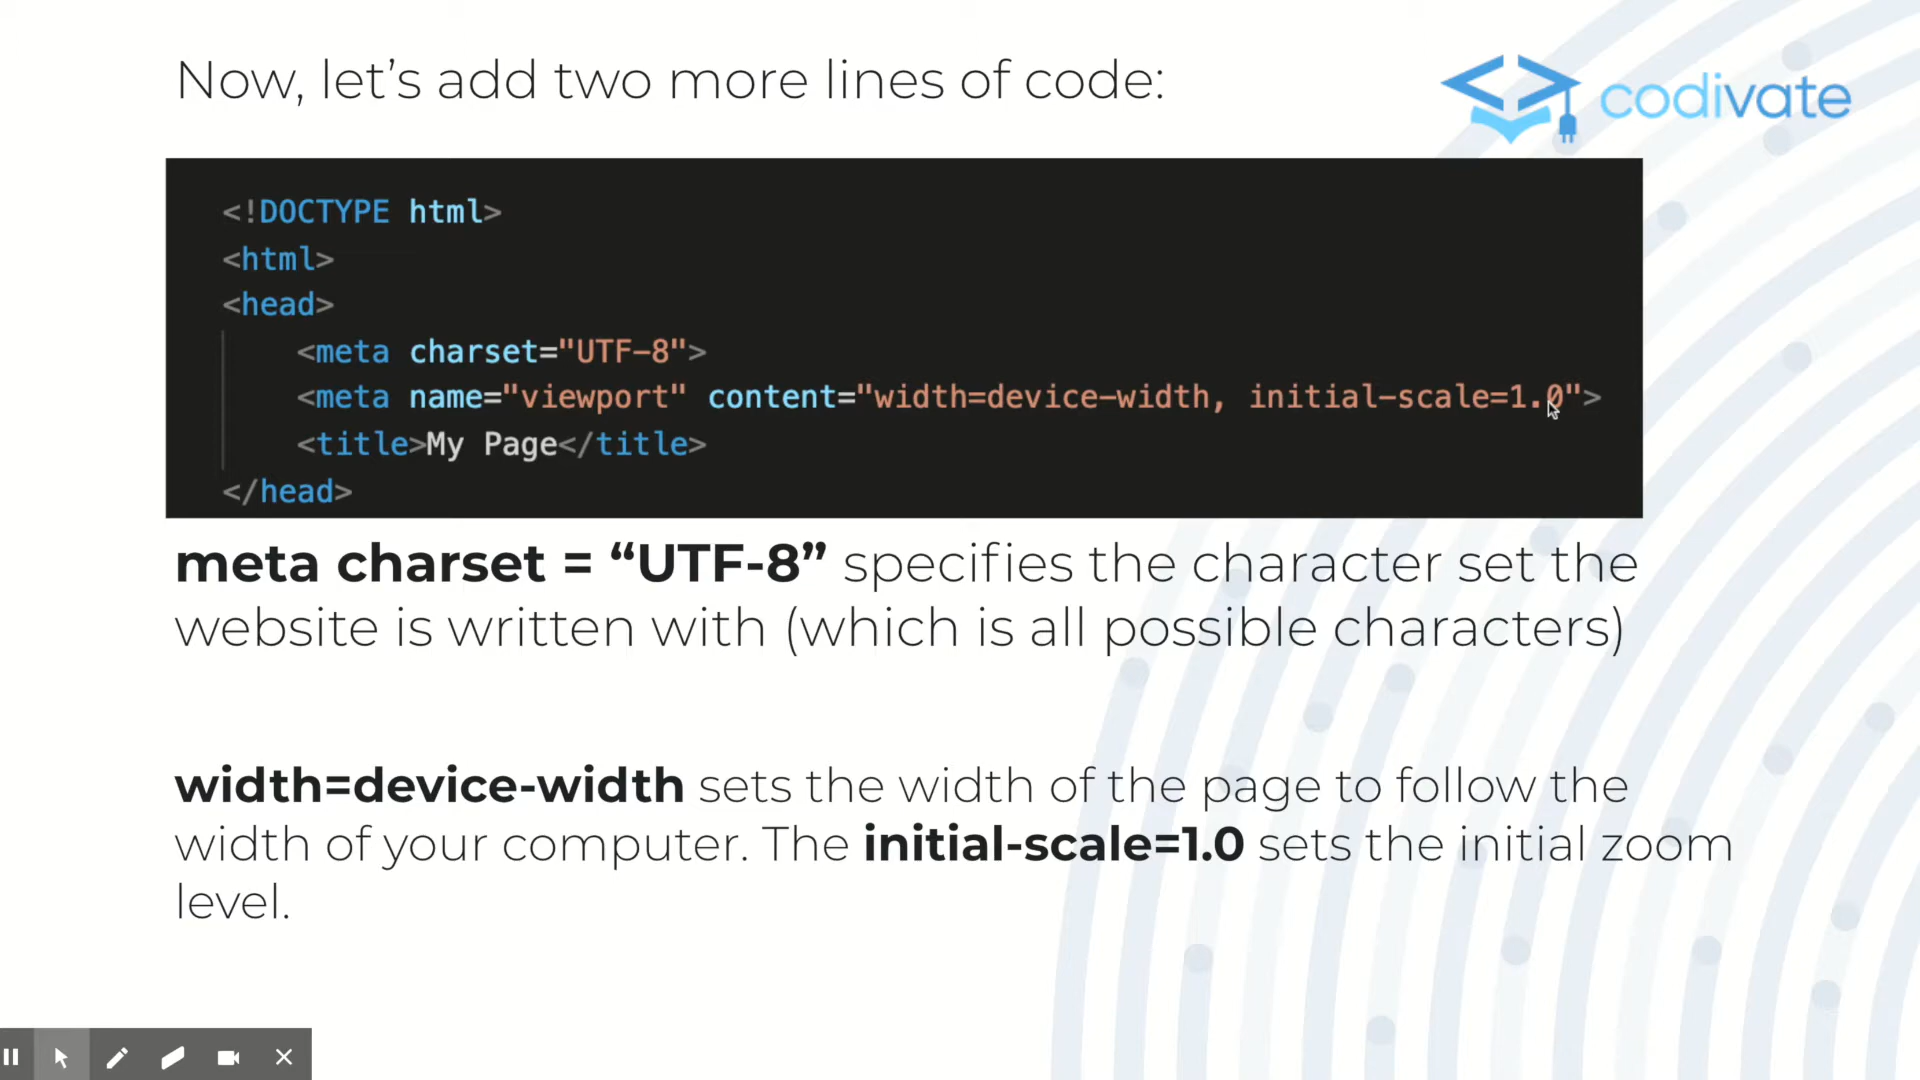 Now, let’s add two more lines of code:
codivate
<!DOCTYPE html>
<html>
<head>
<meta charset="UTF-8">
<meta name="viewport" content="width=device-width, initial-scale=1.0">
<title>My Page</title>
</head>
meta charset = “UTF-8” specifies the character set the
website is written with (which is all possible characters)
width=device-width sets the width of the page to follow the
width of your computer. The initial-scale=1.0 sets the initial zoom
level.